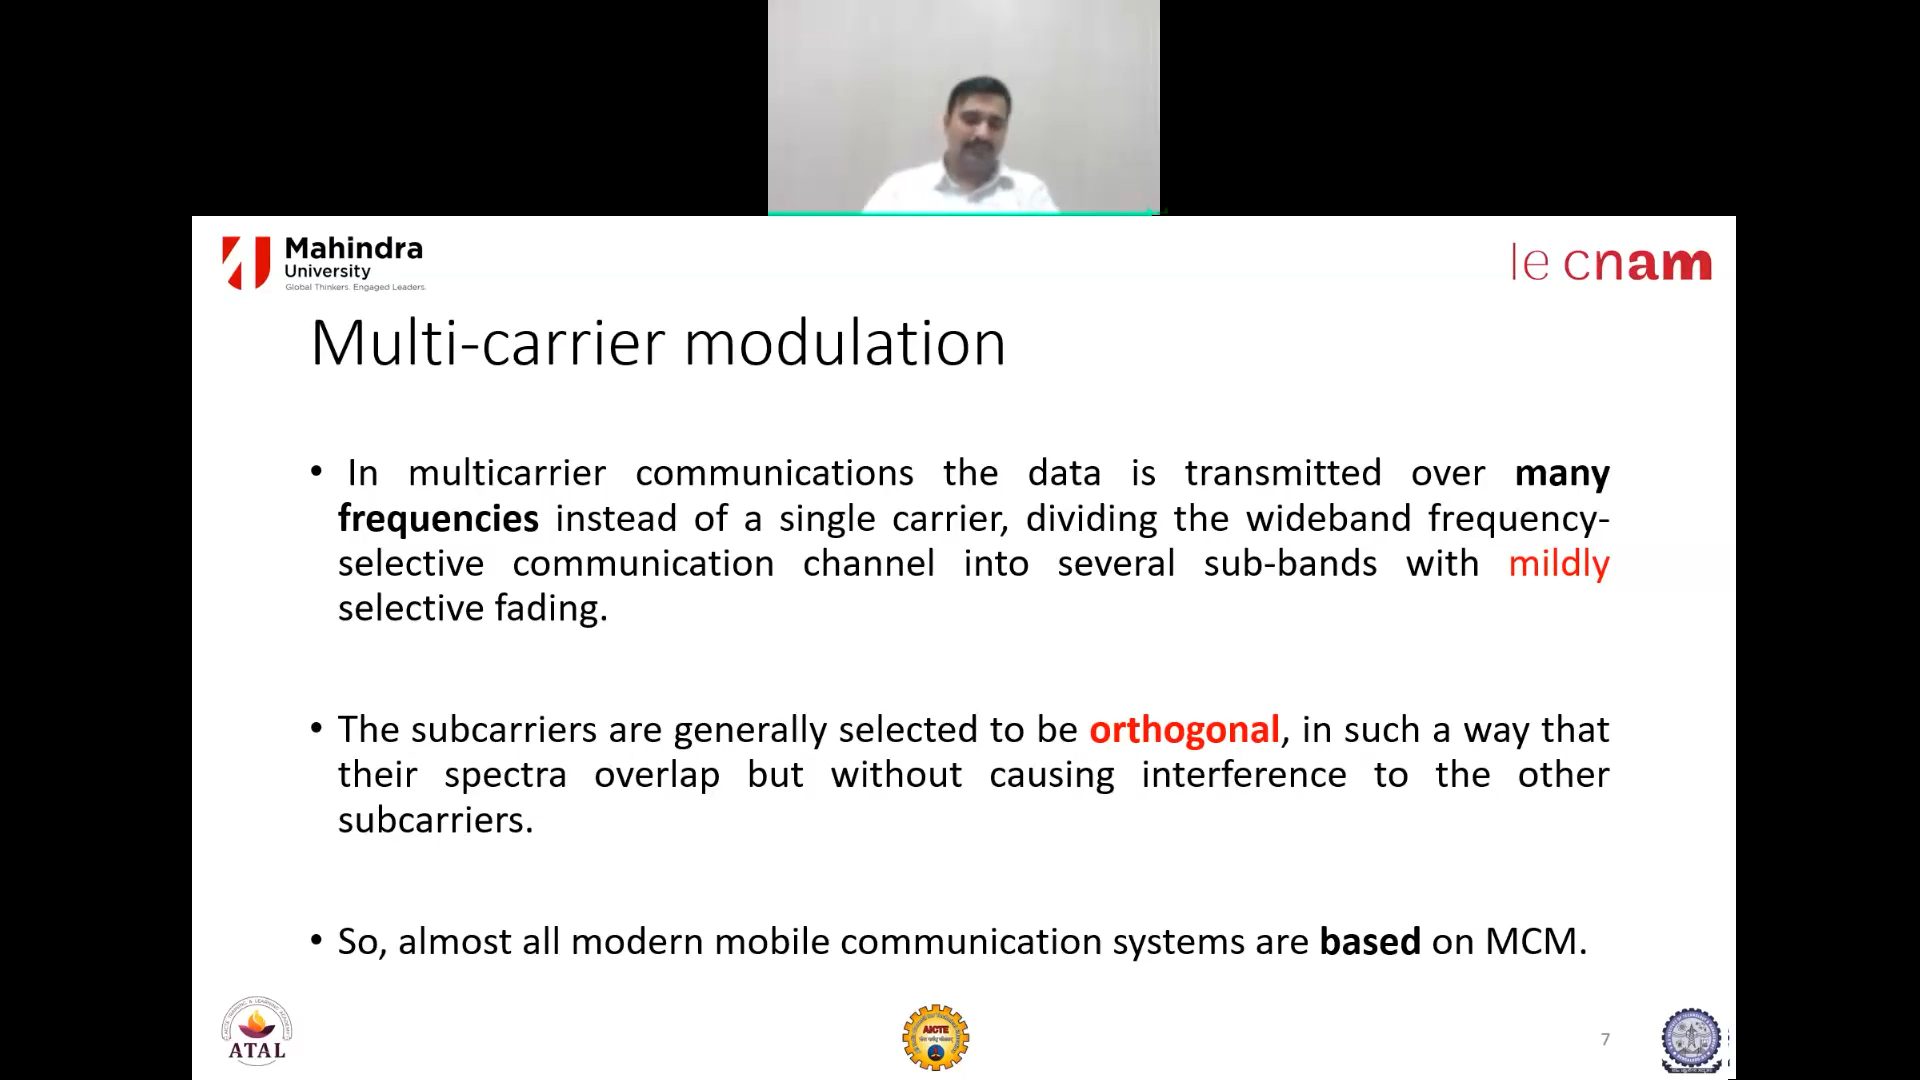 Mahindra
University
Global Thinkers. Engaged Leaders.
le cnam
Multi-carrier modulation
• In multicarrier communications the data is transmitted over many
frequencies instead of a single carrier, dividing the wideband frequency-
selective communication channel into several sub-bands with mildly
selective fading.
• The subcarriers are generally selected to be orthogonal, in such a way that
their spectra overlap but without causing interference to the other
subcarriers.
• So, almost all modern mobile communication systems are based on MCM.
ATAL
AICTE
7